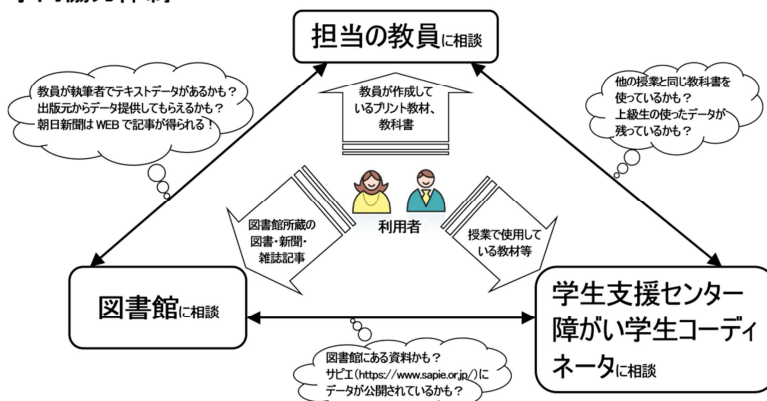 担当の教員に相談
教員が執筆者でテキストデータがあるかも？
出版元からデータ提供してもらえるかも？
朝日新聞は WEB で記事が得られる！
教員が作成して
いるプリント教材、
教科書
他の授業と同じ教科書を
使っているかも？
上級生の使ったデータが
残っているかも？
図書館所蔵の
図書・新聞・
雑誌記事
利用者
授業で使用して
いる教材等
図書館に相談
学生支援センター
障がい学生コーディ
ネータに相談
図書館にある資料かも？
サピエ（https://www.sapie.or.jp/）に
データが公開されているかも？